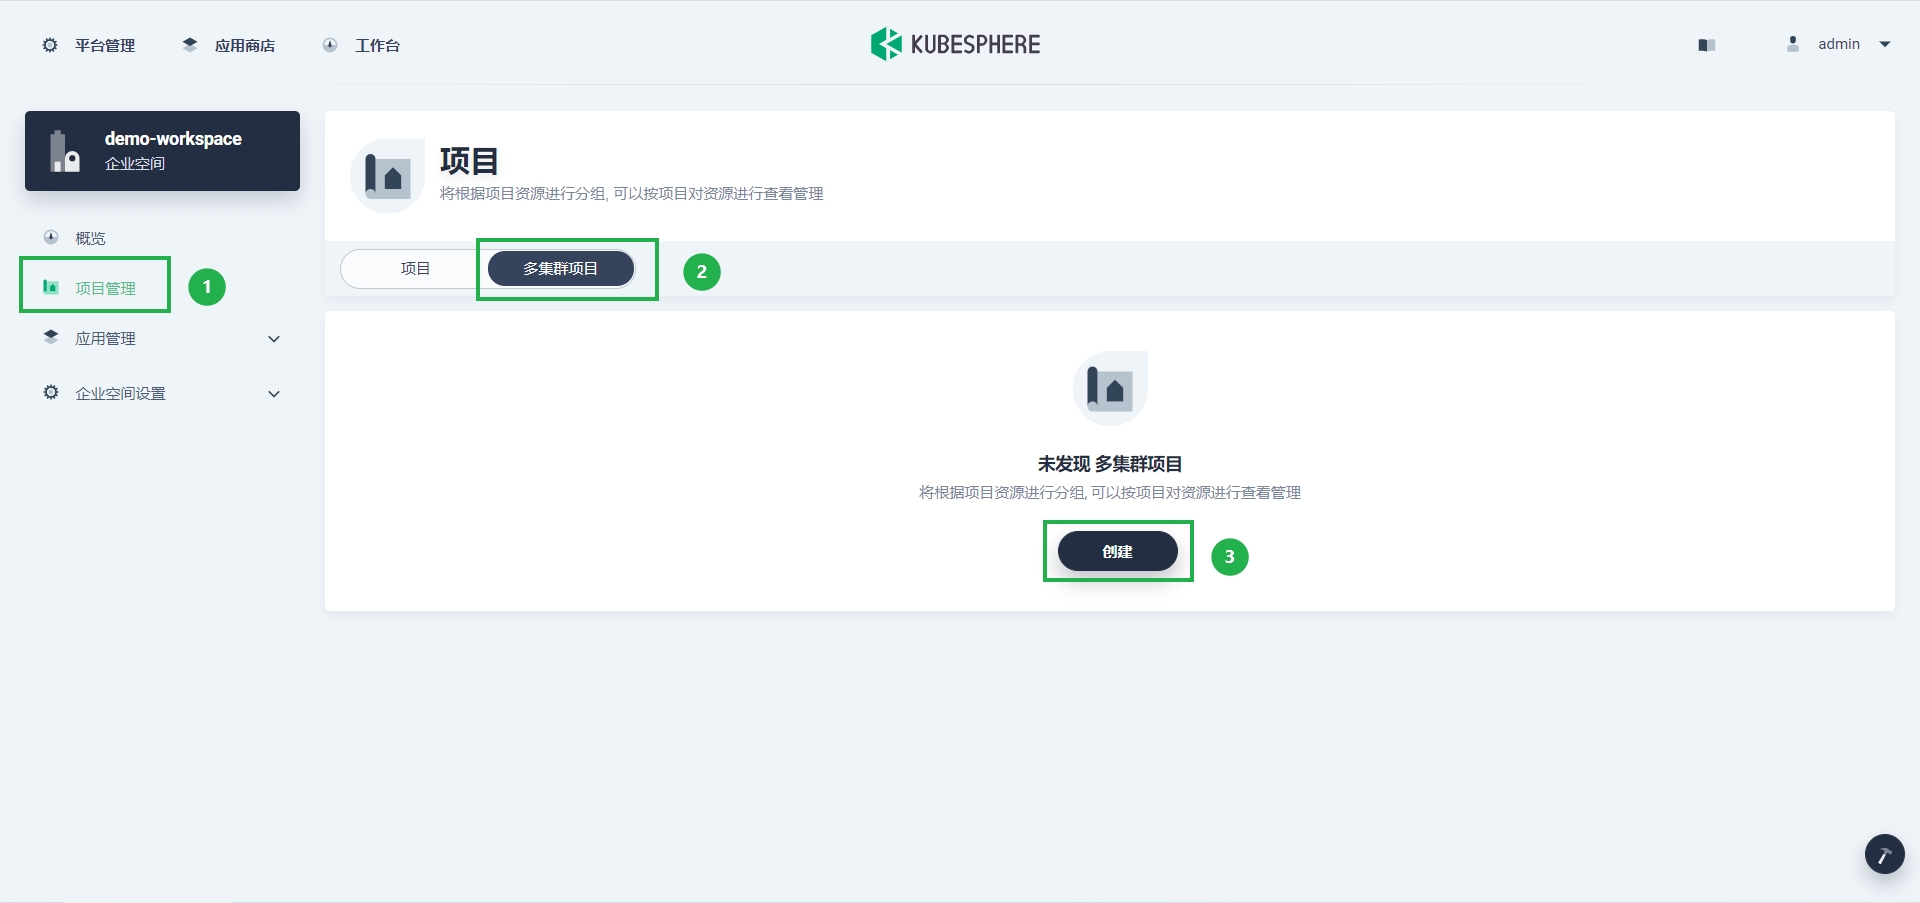 平台管理
应用商店
工作台
KUBESPHERE
admin
demo-workspace
企业空间
概览
项目管理
1
应用管理
企业空间设置
项目
将根据项目资源进行分组, 可以按项目对资源进行查看管理
项目
多集群项目
2
未发现 多集群项目
将根据项目资源进行分组, 可以按项目对资源进行查看管理
创建
3